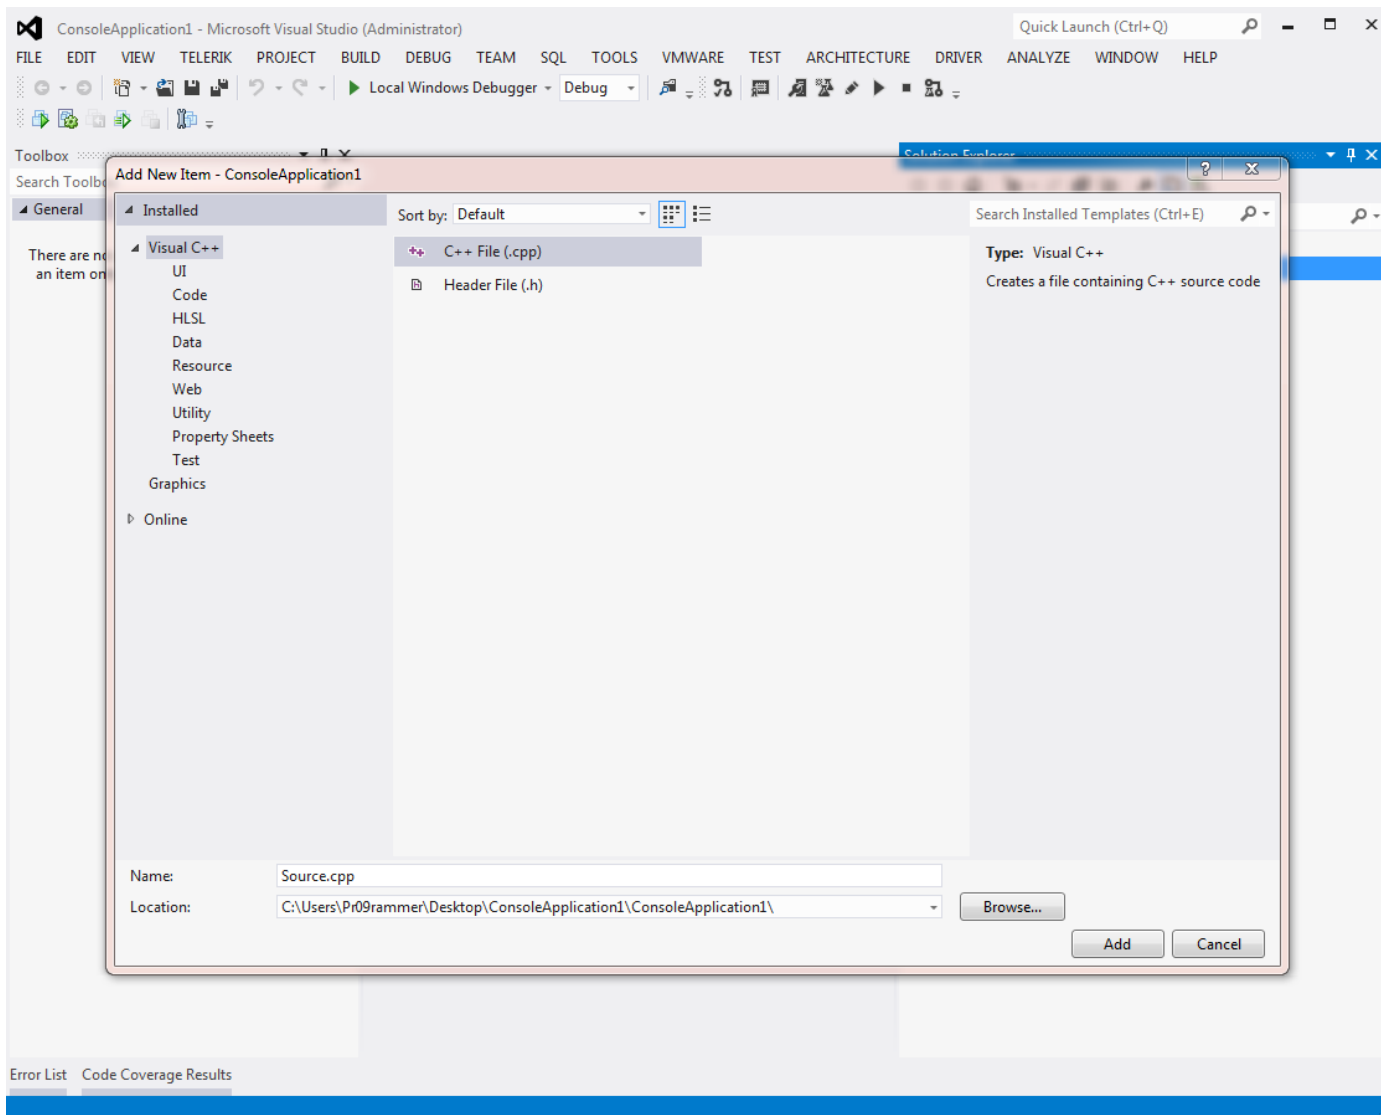 ConsoleApplication1 - Microsoft Visual Studio (Administrator)
Quick Launch (Ctrl+Q)
FILE EDIT VIEW TELERIK PROJECT BUILD DEBUG TEAM SQL TOOLS VMWARE TEST ARCHITECTURE DRIVER ANALYZE WINDOW HELP
Local Windows Debugger Debug
Toolbox
Solution Explorer
Search Toolbo
General
There are no
an item on
Add New Item - ConsoleApplication1
Installed
Sort by: Default
Search Installed Templates (Ctrl+E)
Visual C++
UI
Code
HLSL
Data
Resource
Web
Utility
Property Sheets
Test
Graphics
Online
C++ File (.cpp)
Header File (.h)
Type: Visual C++
Creates a file containing C++ source code
Name: Source.cpp
Location: C:\Users\Pr09rammer\Desktop\ConsoleApplication1\ConsoleApplication1\
Browse...
Add Cancel
Error List Code Coverage Results